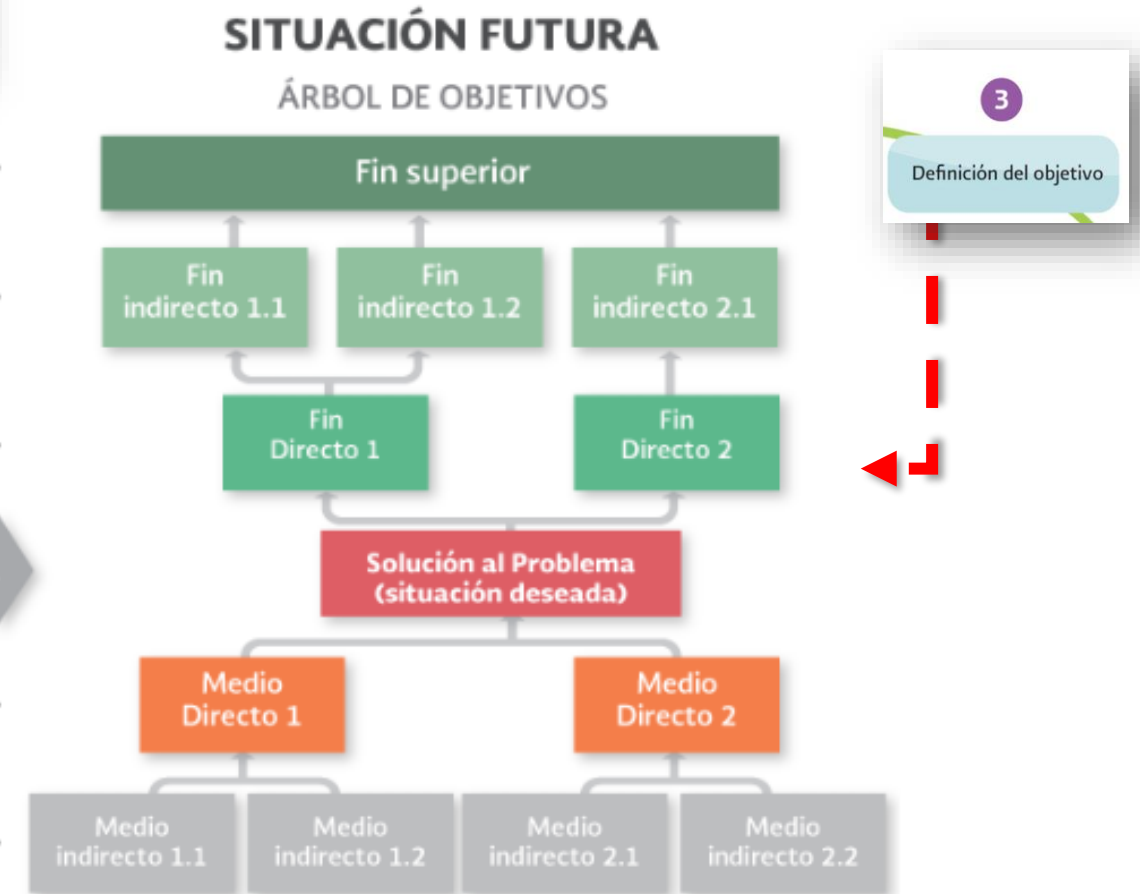 SITUACIÓN FUTURA
ÁRBOL DE OBJETIVOS
3
Definición del objetivo
Fin superior
Fin
indirecto 1.1
Fin
indirecto 1.2
Fin
indirecto 2.1
Fin
Directo 1
Fin
Directo 2
Solución al Problema
(situación deseada)
Medio
Directo 1
Medio
Directo 2
Medio
indirecto 1.1
Medio
indirecto 1.2
Medio
indirecto 2.1
Medio
indirecto 2.2